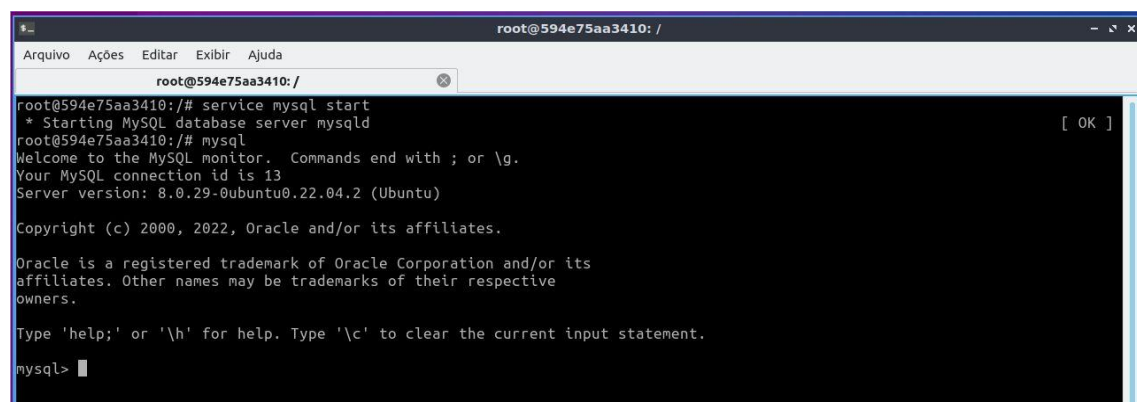 root@594e75aa3410: /
Arquivo Ações Editar Exibir Ajuda
root@594e75aa3410: /
root@594e75aa3410:/# service mysql start
 * Starting MySQL database server mysqld [ OK ]
root@594e75aa3410:/# mysql
Welcome to the MySQL monitor.  Commands end with ; or \g.
Your MySQL connection id is 13
Server version: 8.0.29-0ubuntu0.22.04.2 (Ubuntu)
Copyright (c) 2000, 2022, Oracle and/or its affiliates.
Oracle is a registered trademark of Oracle Corporation and/or its
affiliates. Other names may be trademarks of their respective
owners.
Type 'help;' or '\h' for help. Type '\c' to clear the current input statement.
mysql>